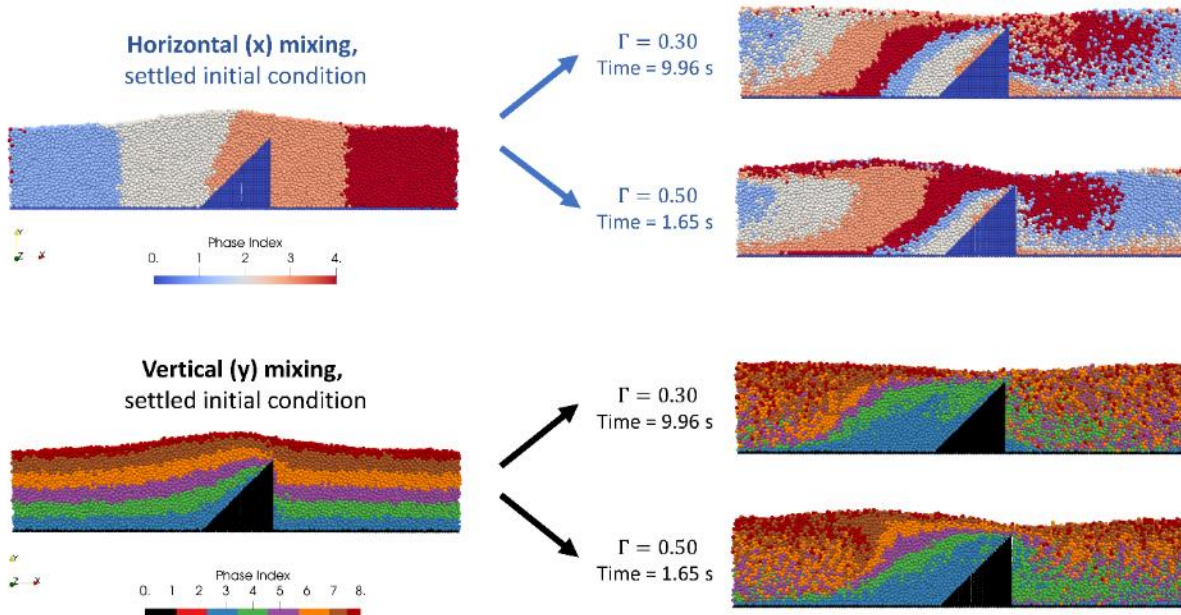 Horizontal (x) mixing,
settled initial condition
Y
Z X
Phase Index
0. 1 2 3 4.
Γ = 0.30
Time = 9.96 s
Γ = 0.50
Time = 1.65 s
Vertical (y) mixing,
settled initial condition
Y
Z X
Phase Index
0. 1 2 3 4 5 6 7 8.
Γ = 0.30
Time = 9.96 s
Γ = 0.50
Time = 1.65 s